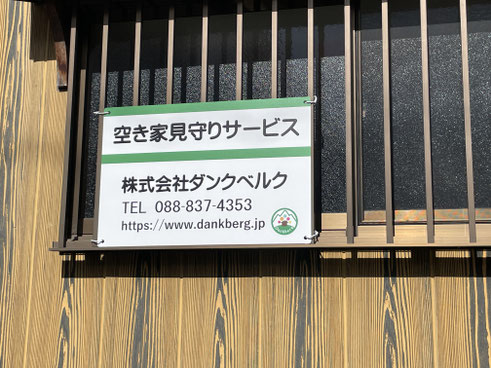 空き家見守りサービス
株式会社ダンクベルク
TEL 088-837-4353
https://www.dankberg.jp